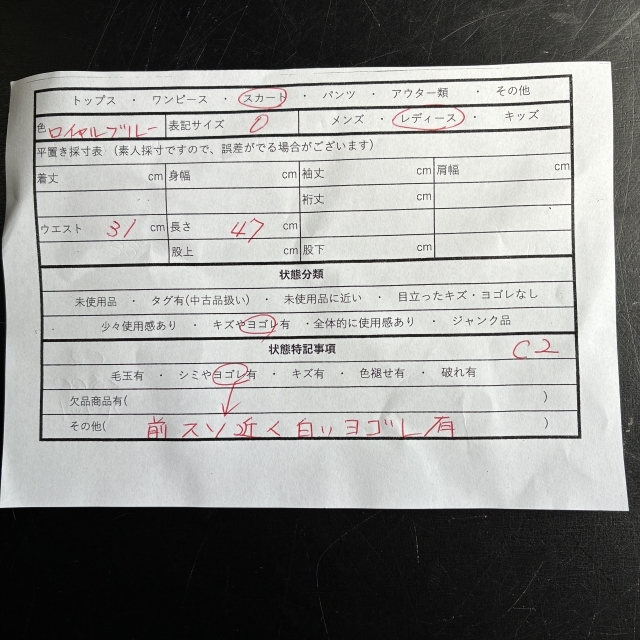 トップス ・ ワンピース ・ スカート ・ パンツ ・ アウター類 ・ その他
色 ロイヤルブルー 表記サイズ 0 メンズ ・ レディース ・ キッズ
平置き採寸表 （素人採寸ですので、誤差がでる場合がございます）
着丈 cm 身幅 cm 袖丈 cm 肩幅 cm
裄丈 cm
ウエスト 31 cm 長さ 47 cm
股上 cm 股下 cm
状態分類
未使用品 ・ タグ有(中古品扱い) ・ 未使用品に近い ・ 目立ったキズ・ヨゴレなし
少々使用感あり ・ キズやヨゴレ有 ・全体的に使用感あり ・ ジャンク品
状態特記事項 C2
毛玉有 ・ シミやヨゴレ有 ・ キズ有 ・ 色褪せ有 ・ 破れ有
欠品商品有( )
その他( 前スソ近く白いヨゴレ有 )